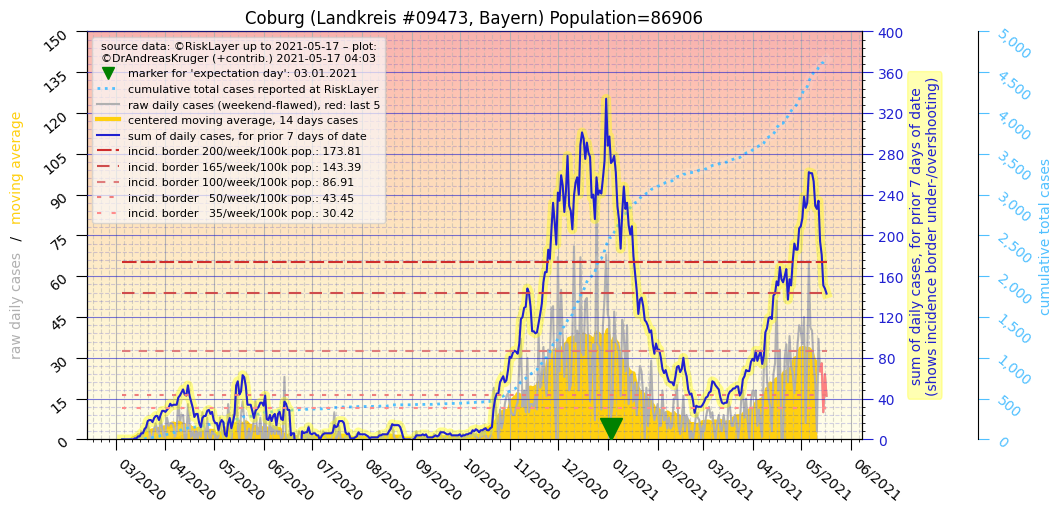 Coburg (Landkreis #09473, Bayern) Population=86906
source data: ©RiskLayer up to 2021-05-17 – plot:
©DrAndreasKruger (+contrib.) 2021-05-17 04:03
marker for 'expectation day': 03.01.2021
cumulative total cases reported at RiskLayer
raw daily cases (weekend-flawed), red: last 5
centered moving average, 14 days cases
sum of daily cases, for prior 7 days of date
incid. border 200/week/100k pop.: 173.81
incid. border 165/week/100k pop.: 143.39
incid. border 100/week/100k pop.: 86.91
incid. border 50/week/100k pop.: 43.45
incid. border 35/week/100k pop.: 30.42
raw daily cases / moving average
150
135
120
105
90
75
60
45
30
15
0
03/2020
04/2020
05/2020
06/2020
07/2020
08/2020
09/2020
10/2020
11/2020
12/2020
01/2021
02/2021
03/2021
04/2021
05/2021
06/2021
400
360
320
280
240
200
160
120
80
40
0
sum of daily cases, for prior 7 days of date
(shows incidence border under-/overshooting)
5,000
4,500
4,000
3,500
3,000
2,500
2,000
1,500
1,000
500
0
cumulative total cases